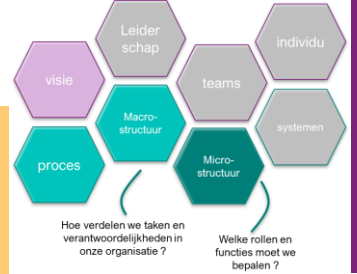 Leider
schap
individu
visie
teams
Macro-
structuur
systemen
proces
Micro-
structuur
Hoe verdelen we taken en
verantwoordelijkheden in
onze organisatie ?
Welke rollen en
functies moet we
bepalen ?